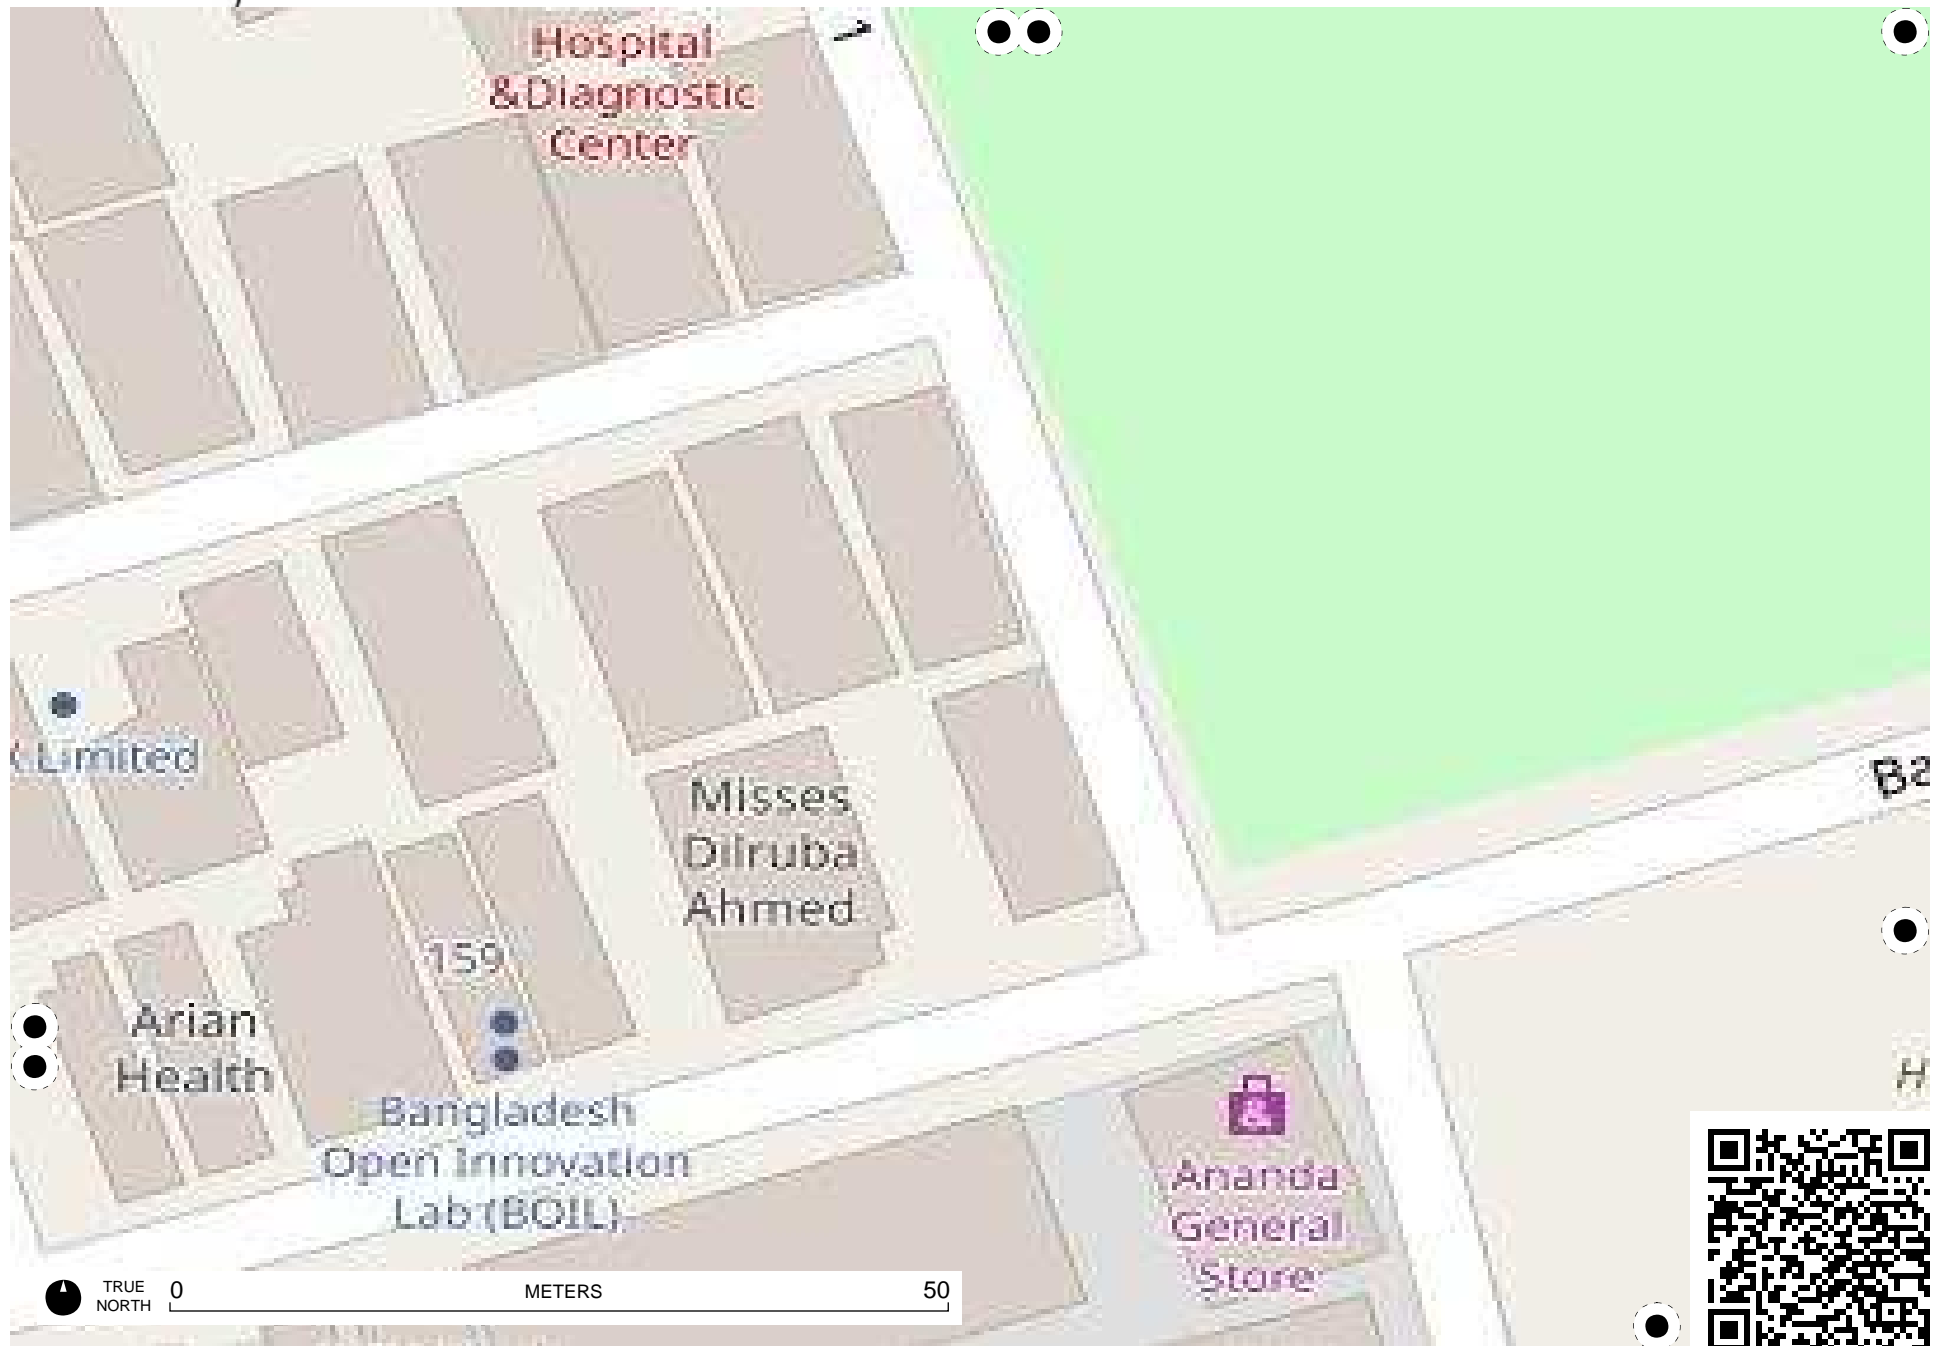 Hospital
&Diagnostic
Center
Limited
Ba
Misses
Dilruba
Ahmed
159
Arian
Health
Bangladesh
Open Innovation
Lab (BOIL)
H
Ananda
General
Store
TRUE
NORTH
0 METERS 50